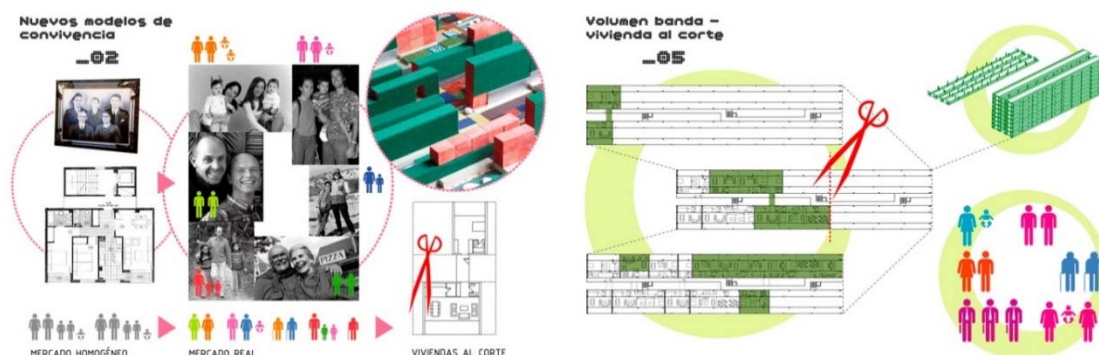 Nuevos modelos de
convivencia
_02
PIZZA
MERCADO HOMOGÉNEO
MERCADO REAL
VIVIENDAS AL CORTE
Volumen banda -
vivienda al corte
_05